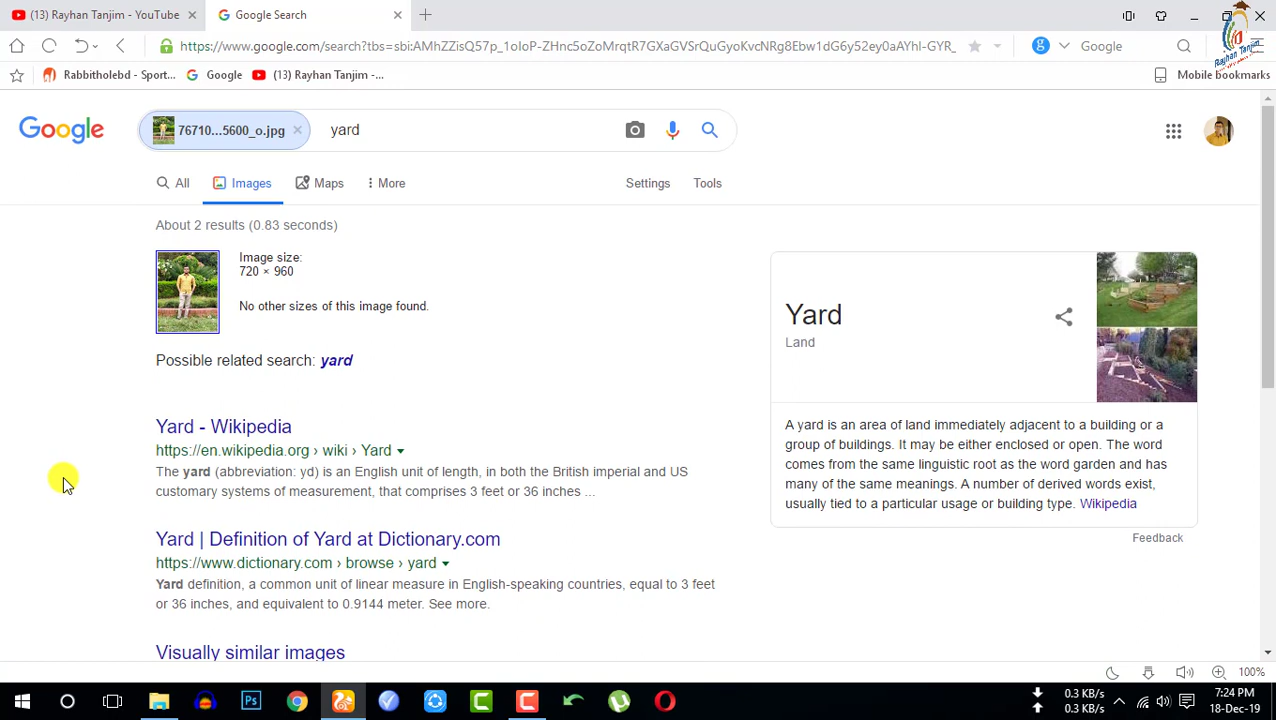 (13) Rayhan Tanjim - YouTube
Google Search
Rayhan Tanjim
https://www.google.com/search?tbs=sbi:
Google
Rabbitholebd - Sport...
Google
(13) Rayhan Tanjim -...
Mobile bookmarks
Google
76710...5600_o.jpg
yard
All
Images
Maps
More
Settings
Tools
About 2 results (0.83 seconds)
Image size:
720 × 960
No other sizes of this image found.
Possible related search: yard
Yard - Wikipedia
https://en.wikipedia.org › wiki › Yard
The yard (abbreviation: yd) is an English unit of length, in both the British imperial and US
customary systems of measurement, that comprises 3 feet or 36 inches ...
Yard | Definition of Yard at Dictionary.com
https://www.dictionary.com › browse › yard
Yard definition, a common unit of linear measure in English-speaking countries, equal to 3 feet
or 36 inches, and equivalent to 0.9144 meter. See more.
Visually similar images
Yard
Land
A yard is an area of land immediately adjacent to a building or a
group of buildings. It may be either enclosed or open. The word
comes from the same linguistic root as the word garden and has
many of the same meanings. A number of derived words exist,
usually tied to a particular usage or building type. Wikipedia
Feedback
100%
Ps
0.3 KB/s
0.3 KB/s
7:24 PM
18-Dec-19